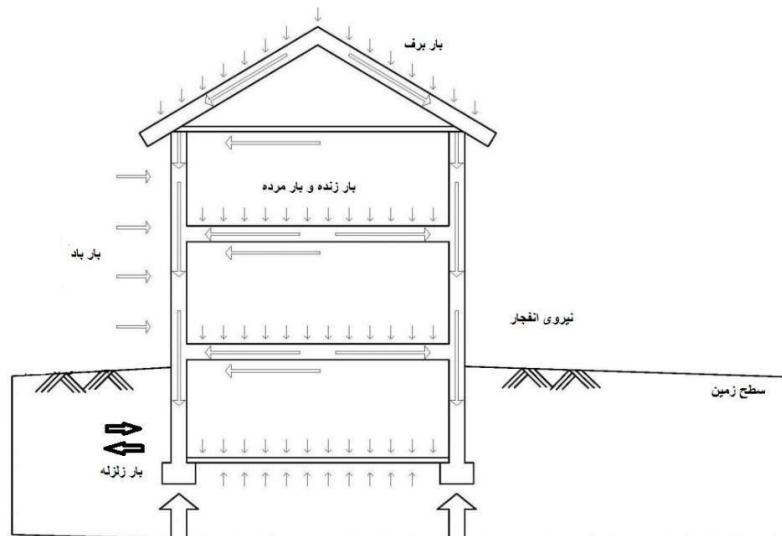 بار برف
بار زنده و بار مرده
بار باد
نیروی انفجار
سطح زمین
بار زلزله